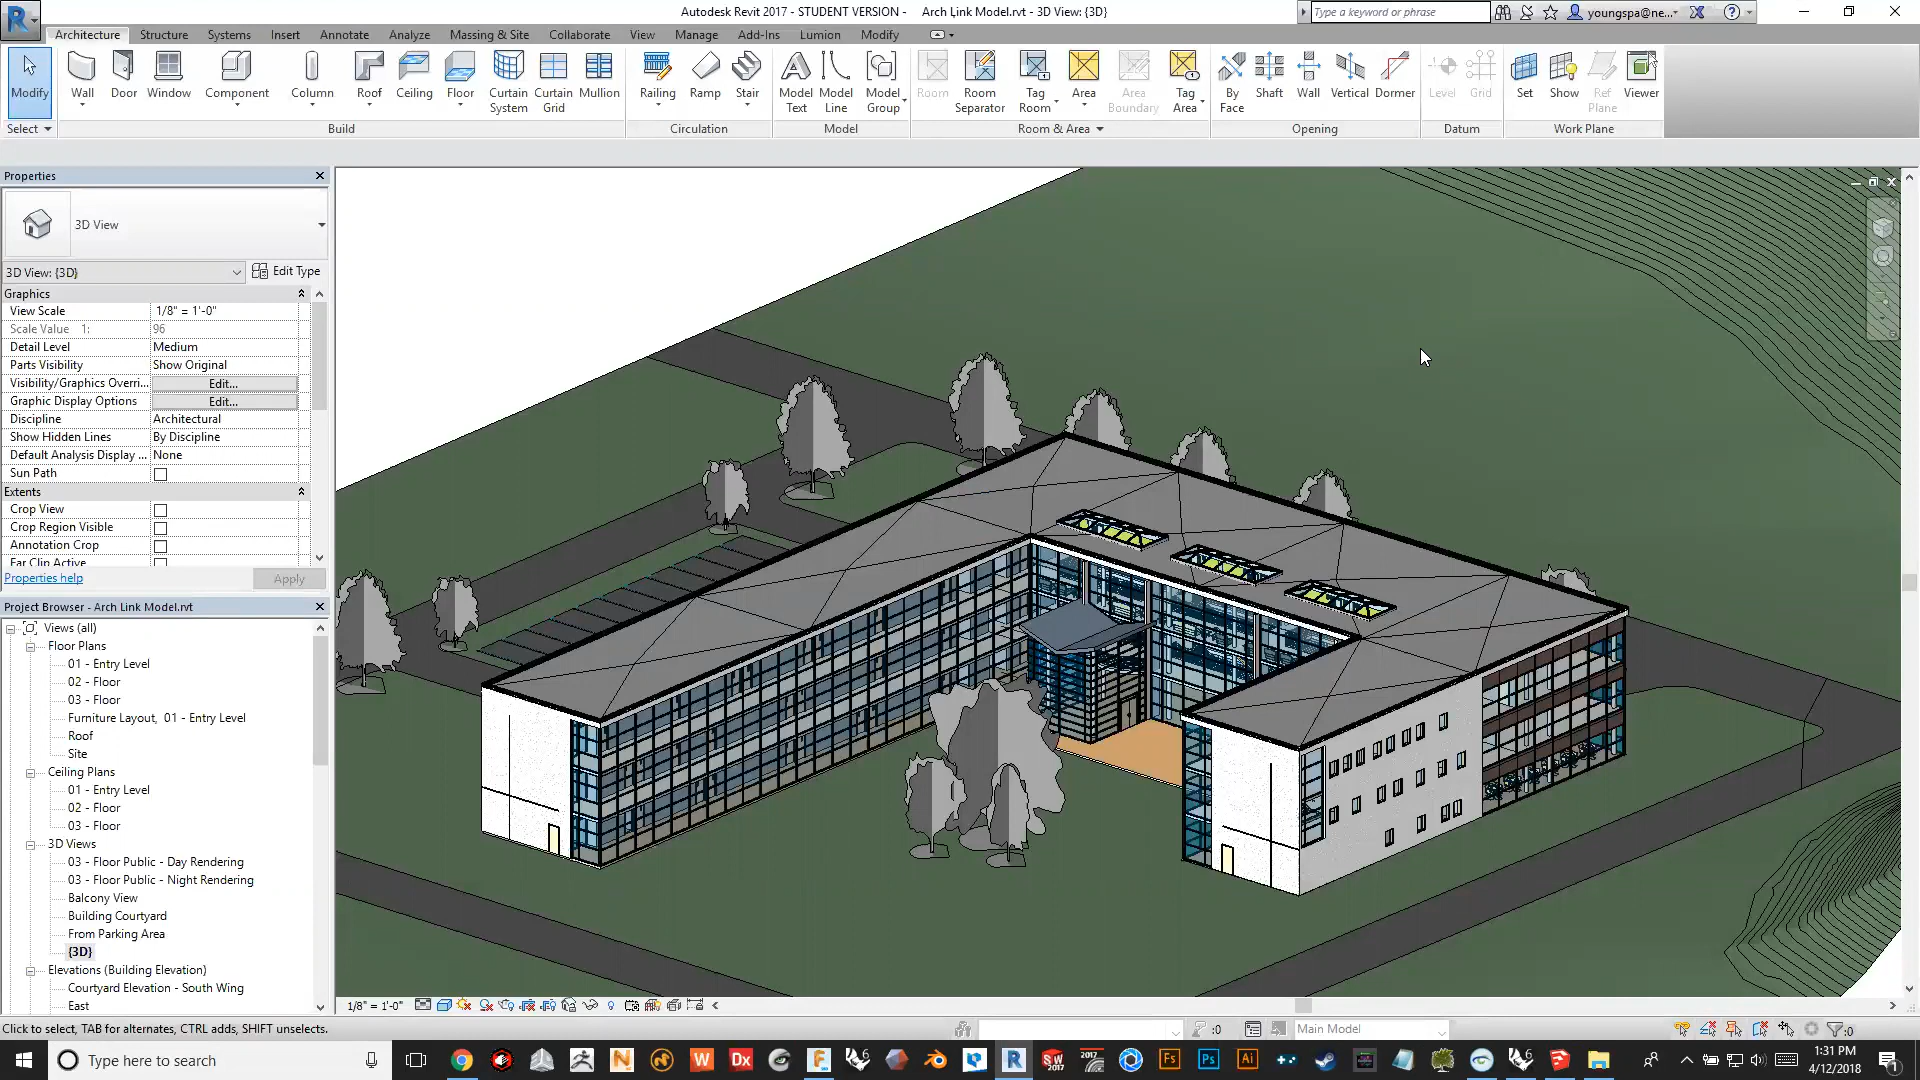 Autodesk Revit 2017 - STUDENT VERSION - Arch Link Model.rvt - 3D View: {3D}
Type a keyword or phrase
youngspa@ne...
Architecture Structure Systems Insert Annotate Analyze Massing & Site Collaborate View Manage Add-Ins Lumion Modify
Modify Wall Door Window Component Column Roof Ceiling Floor Curtain System Curtain Grid Mullion Railing Ramp Stair Model Text Model Line Model Group Room Room Separator Tag Room Area Area Boundary Tag Area By Face Shaft Wall Vertical Dormer Level Grid Set Show Ref Plane Viewer
Select Build Circulation Model Room & Area Opening Datum Work Plane
Properties
3D View
3D View: {3D} Edit Type
Graphics
View Scale 1/8" = 1'-0"
Scale Value 1: 96
Detail Level Medium
Parts Visibility Show Original
Visibility/Graphics Overri... Edit...
Graphic Display Options Edit...
Discipline Architectural
Show Hidden Lines By Discipline
Default Analysis Display ... None
Sun Path
Extents
Crop View
Crop Region Visible
Annotation Crop
Far Clip Active
Properties help Apply
Project Browser - Arch Link Model.rvt
Views (all)
Floor Plans
01 - Entry Level
02 - Floor
03 - Floor
Furniture Layout, 01 - Entry Level
Roof
Site
Ceiling Plans
01 - Entry Level
02 - Floor
03 - Floor
3D Views
03 - Floor Public - Day Rendering
03 - Floor Public - Night Rendering
Balcony View
Building Courtyard
From Parking Area
{3D}
Elevations (Building Elevation)
Courtyard Elevation - South Wing
East
1/8" = 1'-0"
Click to select, TAB for alternates, CTRL adds, SHIFT unselects.
:0
Main Model
:0
Type here to search
1:31 PM
4/12/2018